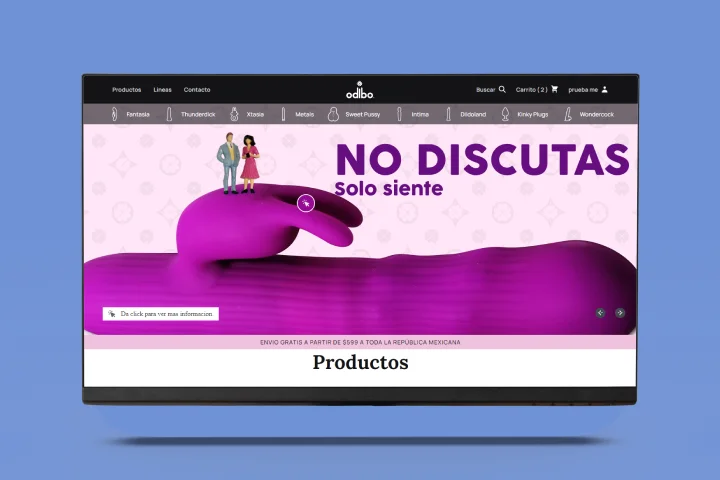 Productos Lineas Contacto
odibo
Buscar Carrito ( 2 ) prueba me
Fantasia Thunderdick Xtasia Metals Sweet Pussy Intima Dildoland Kinky Plugs Wondercock
NO DISCUTAS
Solo siente
Da click para ver mas informacion
ENVIO GRATIS A PARTIR DE $599 A TODA LA REPÚBLICA MEXICANA
Productos